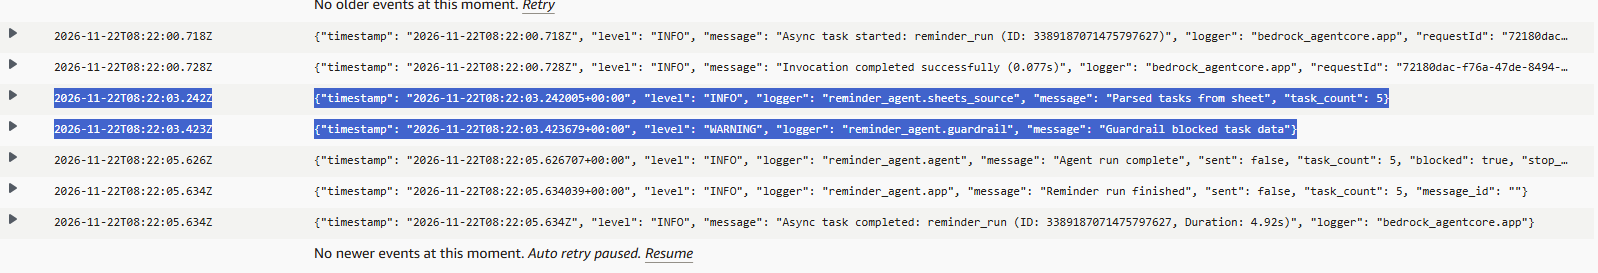 No older events at this moment. Retry
2026-11-22T08:22:00.718Z {"timestamp": "2026-11-22T08:22:00.718Z", "level": "INFO", "message": "Async task started: reminder_run (ID: 3389187071475797627)", "logger": "bedrock_agentcore.app", "requestId": "72180dac…
2026-11-22T08:22:00.728Z {"timestamp": "2026-11-22T08:22:00.728Z", "level": "INFO", "message": "Invocation completed successfully (0.077s)", "logger": "bedrock_agentcore.app", "requestId": "72180dac-f76a-47de-8494-…
2026-11-22T08:22:03.242Z {"timestamp": "2026-11-22T08:22:03.242005+00:00", "level": "INFO", "logger": "reminder_agent.sheets_source", "message": "Parsed tasks from sheet", "task_count": 5}
2026-11-22T08:22:03.423Z {"timestamp": "2026-11-22T08:22:03.423679+00:00", "level": "WARNING", "logger": "reminder_agent.guardrail", "message": "Guardrail blocked task data"}
2026-11-22T08:22:05.626Z {"timestamp": "2026-11-22T08:22:05.626707+00:00", "level": "INFO", "logger": "reminder_agent.agent", "message": "Agent run complete", "sent": false, "task_count": 5, "blocked": true, "stop_…
2026-11-22T08:22:05.634Z {"timestamp": "2026-11-22T08:22:05.634039+00:00", "level": "INFO", "logger": "reminder_agent.app", "message": "Reminder run finished", "sent": false, "task_count": 5, "message_id": ""}
2026-11-22T08:22:05.634Z {"timestamp": "2026-11-22T08:22:05.634Z", "level": "INFO", "message": "Async task completed: reminder_run (ID: 3389187071475797627, Duration: 4.92s)", "logger": "bedrock_agentcore.app"}
No newer events at this moment. Auto retry paused. Resume